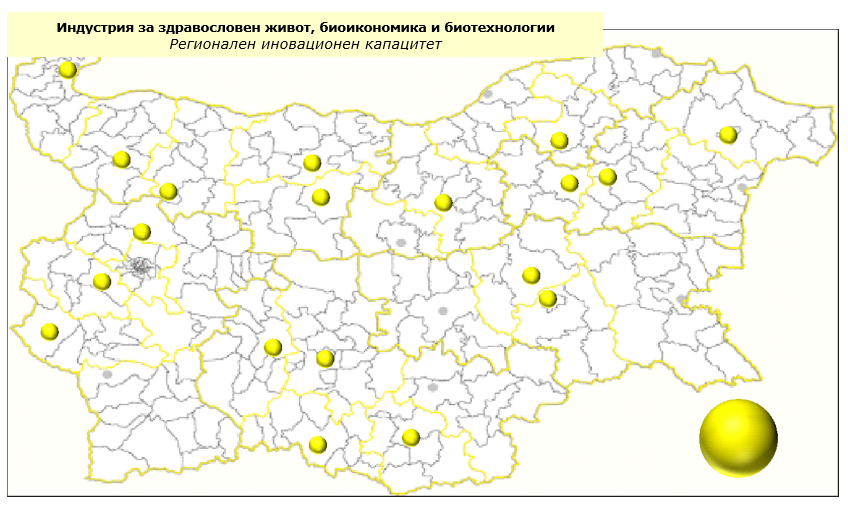 Индустрия за здравословен живот, биоикономика и биотехнологии
Регионален иновационен капацитет